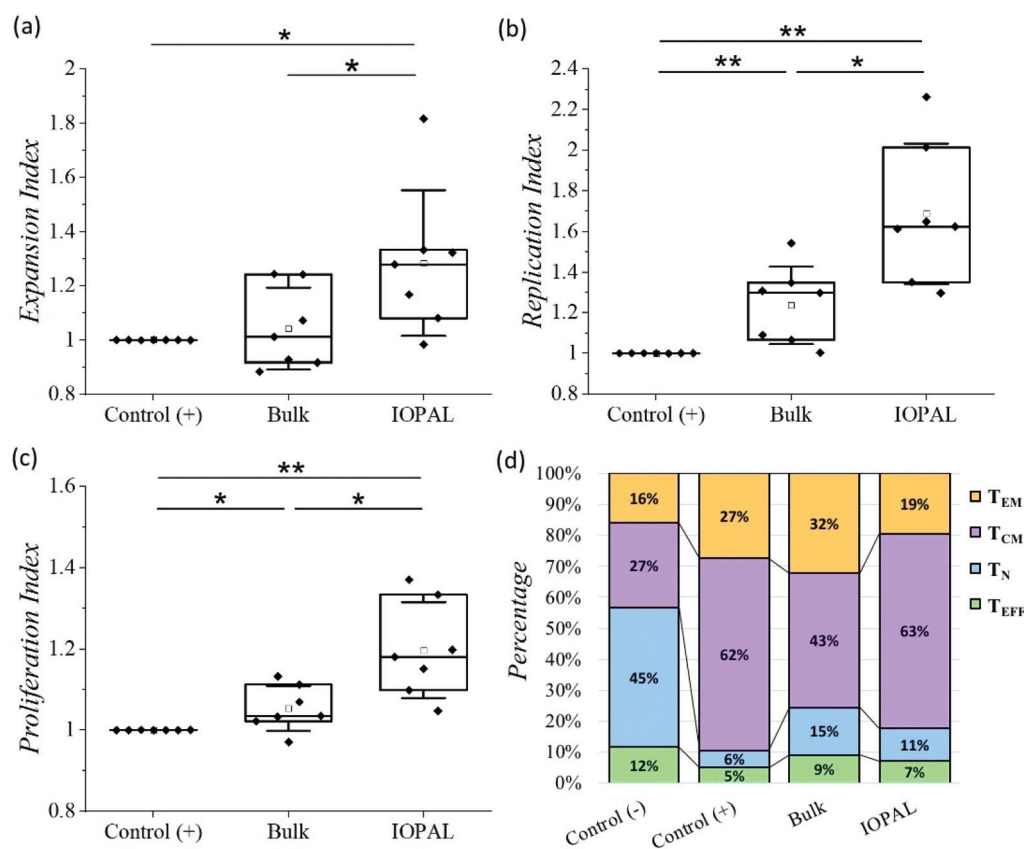 (a)
*
*
Expansion Index
2
1.8
1.6
1.4
1.2
1
0.8
Control (+) Bulk IOPAL
(b)
**
** *
Replication Index
2.4
2.2
2
1.8
1.6
1.4
1.2
1
0.8
Control (+) Bulk IOPAL
(c)
**
* *
Proliferation Index
1.6
1.4
1.2
1
0.8
Control (+) Bulk IOPAL
(d)
Percentage
100%
90%
80%
70%
60%
50%
40%
30%
20%
10%
0%
16% 27% 32% 19%
27% 62% 43% 63%
45% 6% 15% 11%
12% 5% 9% 7%
Control (-) Control (+) Bulk IOPAL
TEM
TCM
TN
TEFF